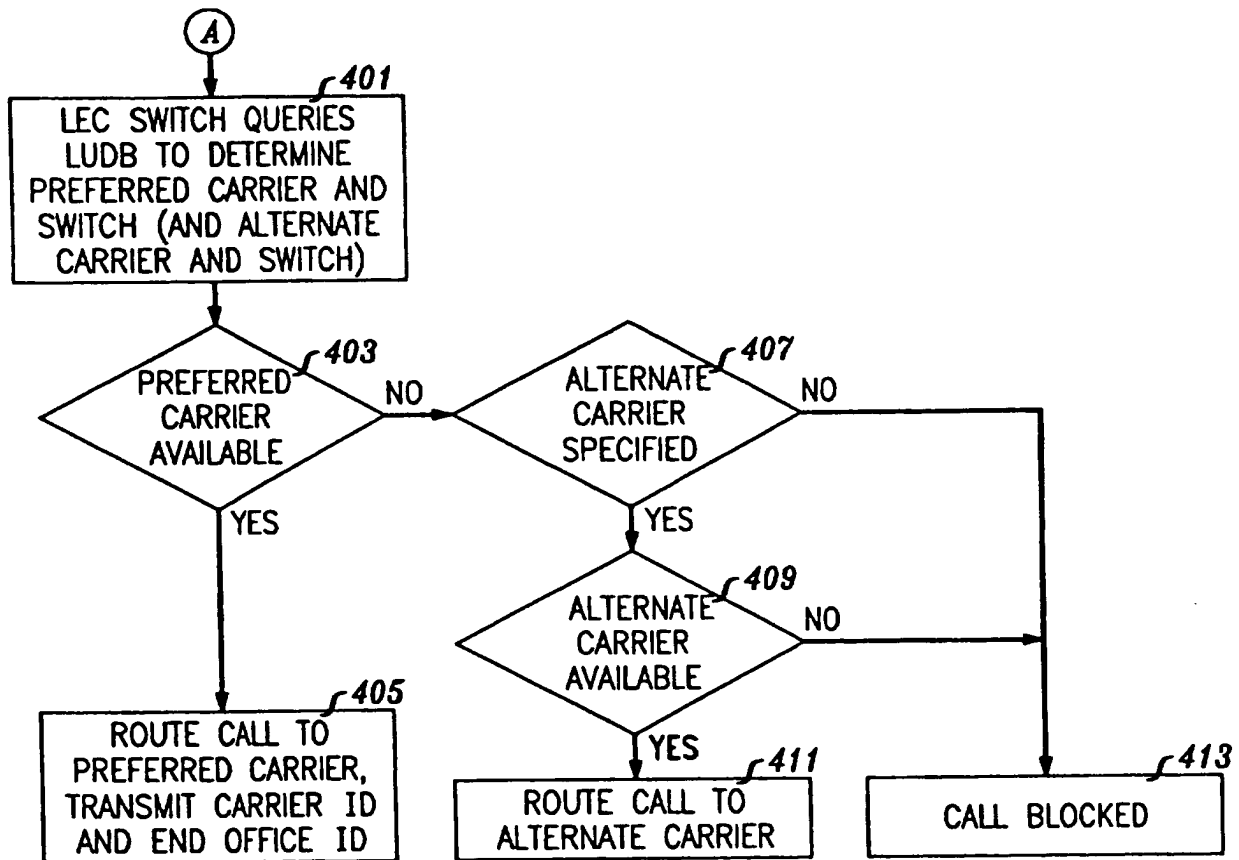 A
401
LEC SWITCH QUERIES
LUDB TO DETERMINE
PREFERRED CARRIER AND
SWITCH (AND ALTERNATE
CARRIER AND SWITCH)
403
PREFERRED
CARRIER
AVAILABLE
NO
YES
407
ALTERNATE
CARRIER
SPECIFIED
NO
YES
409
ALTERNATE
CARRIER
AVAILABLE
NO
YES
405
ROUTE CALL TO
PREFERRED CARRIER,
TRANSMIT CARRIER ID
AND END OFFICE ID
411
ROUTE CALL TO
ALTERNATE CARRIER
413
CALL BLOCKED